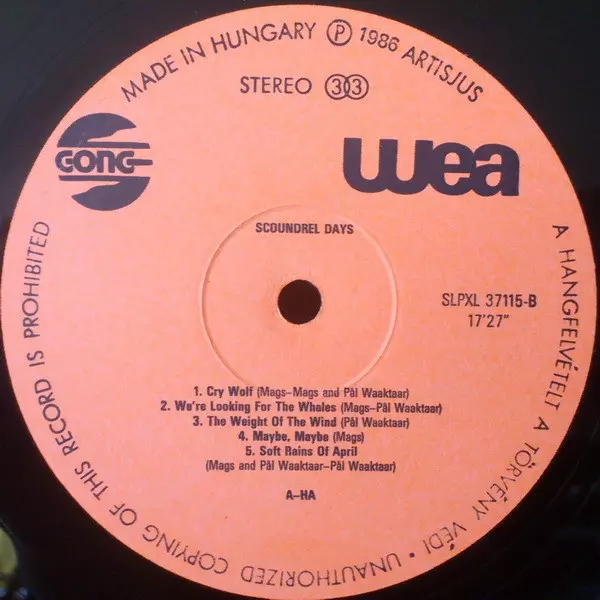 MADE IN HUNGARY Ⓟ 1986 ARTISJUS
STEREO 33
GONG
wea
SCOUNDREL DAYS
SLPXL 37115-B
17'27"
1. Cry Wolf (Mags–Mags and Pål Waaktaar)
2. We're Looking For The Whales (Mags–Pål Waaktaar)
3. The Weight Of The Wind (Pål Waaktaar)
4. Maybe, Maybe (Mags)
5. Soft Rains Of April
(Mags and Pål Waaktaar–Pål Waaktaar)
A–HA
A HANGFELVÉTELT A TÖRVÉNY VÉDI · UNAUTHORIZED COPYING OF THIS RECORD IS PROHIBITED